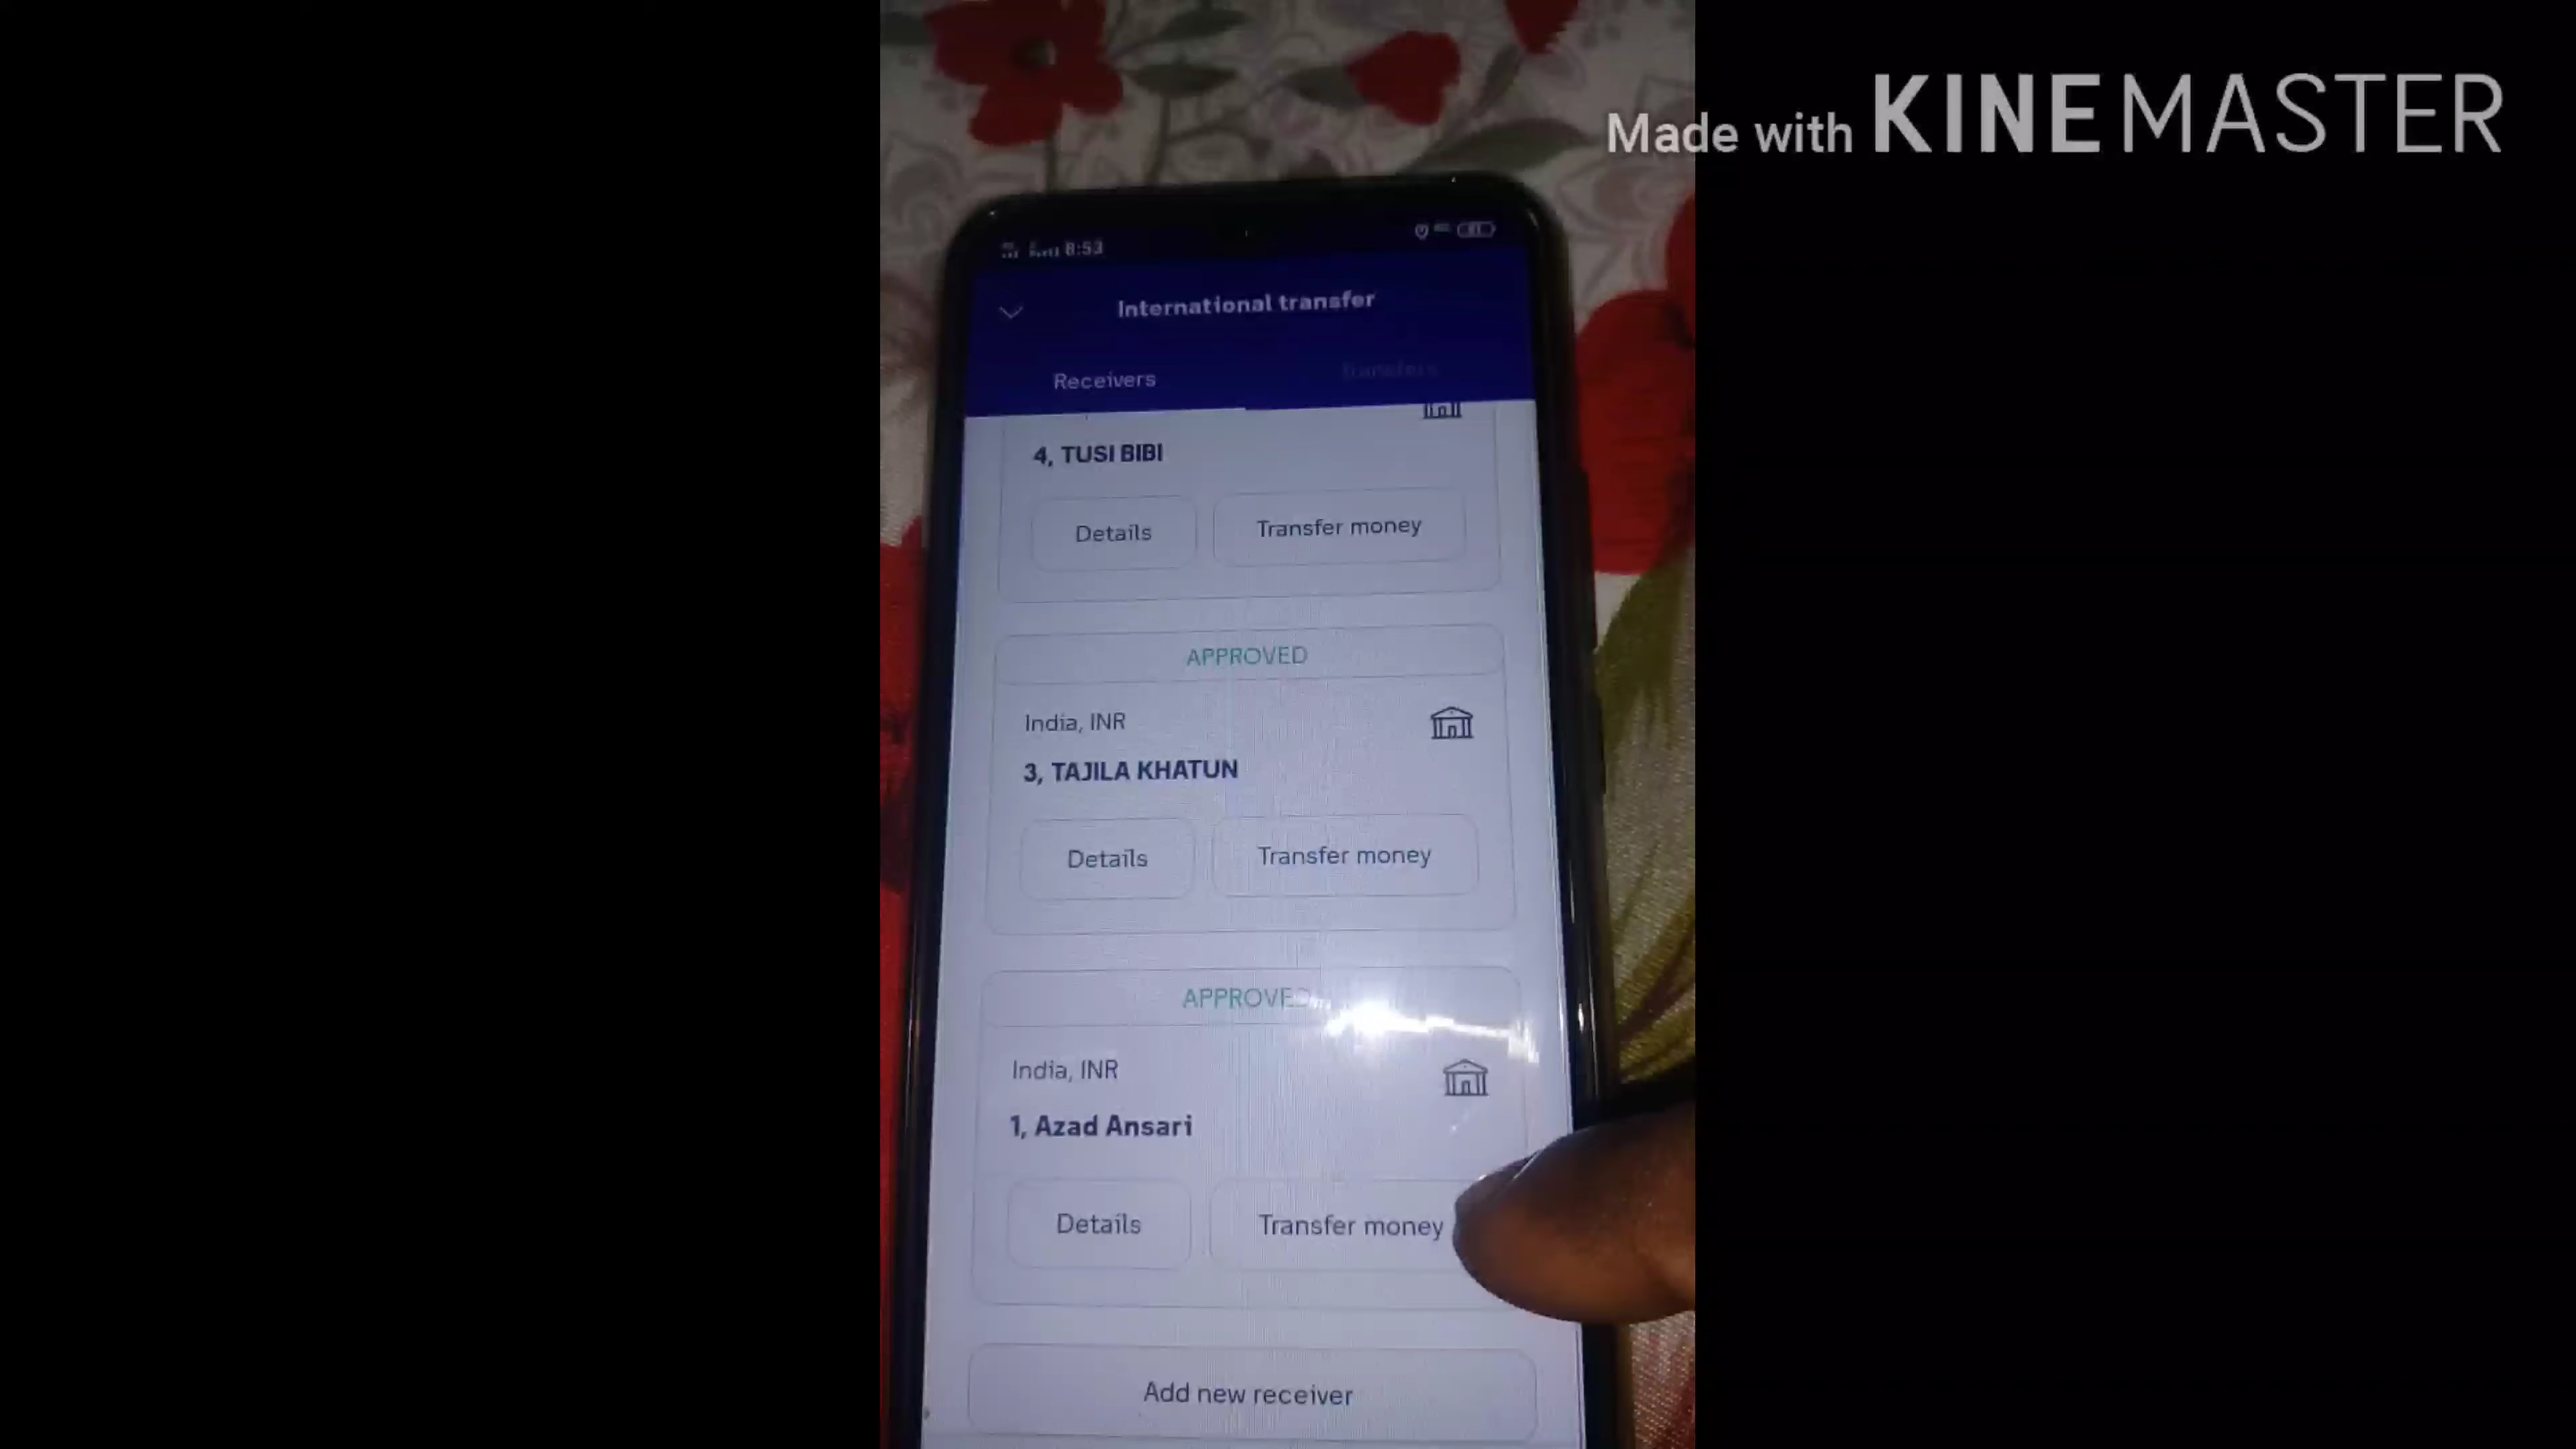 Made with KINEMASTER
8:53
International transfer
Receivers
Transfers
4, TUSI BIBI
Details
Transfer money
APPROVED
India, INR
3, TAJILA KHATUN
Details
Transfer money
APPROVED
India, INR
1, Azad Ansari
Details
Transfer money
Add new receiver